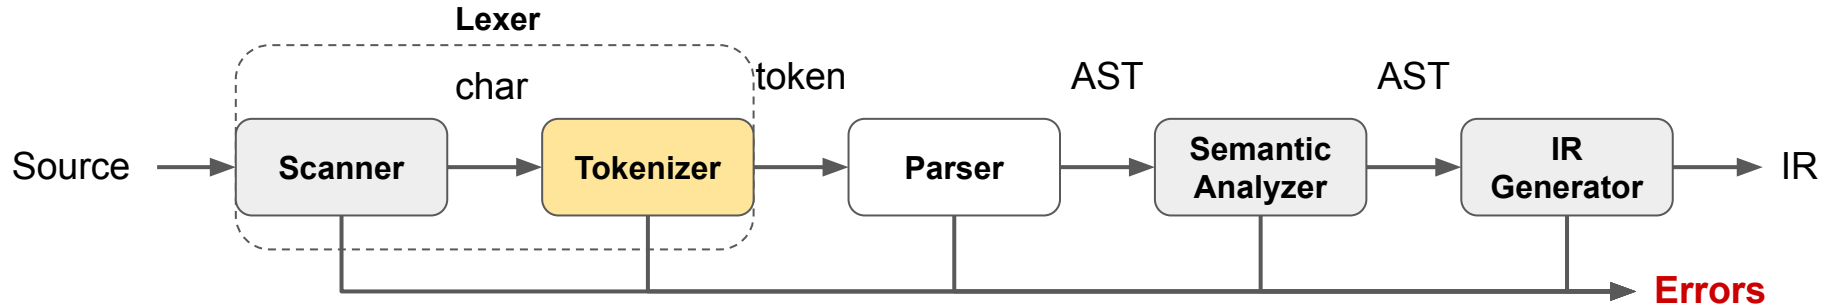 Lexer
char
token
AST
AST
Source
Scanner
Tokenizer
Parser
Semantic
Analyzer
IR
Generator
IR
Errors